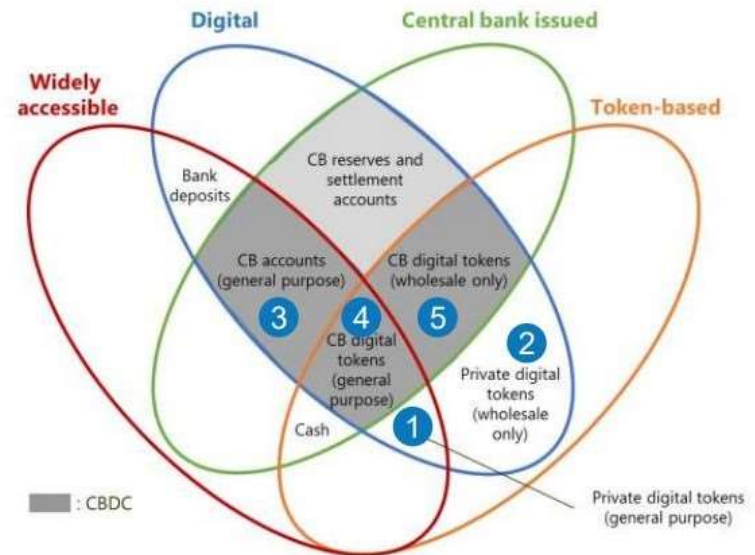 Digital
Central bank issued
Widely
accessible
Token-based
Bank
deposits
CB reserves and
settlement
accounts
CB accounts
(general purpose)
CB digital tokens
(wholesale only)
3
4
5
2
CB digital
tokens
(general
purpose)
Private digital
tokens
(wholesale
only)
Cash
1
: CBDC
Private digital tokens
(general purpose)